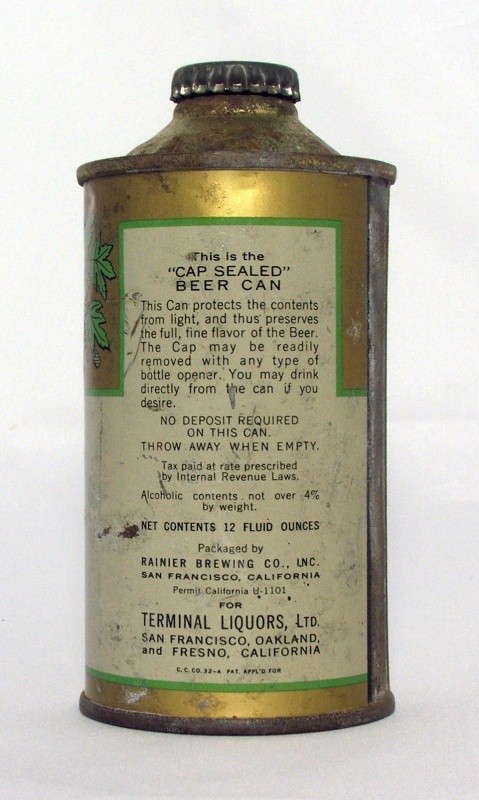 This is the
"CAP SEALED"
BEER CAN
This Can protects the contents
from light, and thus preserves
the full, fine flavor of the Beer.
The Cap may be readily
removed with any type of
bottle opener. You may drink
directly from the can if you
desire.
NO DEPOSIT REQUIRED
ON THIS CAN.
THROW AWAY WHEN EMPTY.
Tax paid at rate prescribed
by Internal Revenue Laws.
Alcoholic contents not over 4%
by weight.
NET CONTENTS 12 FLUID OUNCES
Packaged by
RAINIER BREWING CO., INC.
SAN FRANCISCO, CALIFORNIA
Permit California U-1101
FOR
TERMINAL LIQUORS, LTD.
SAN FRANCISCO, OAKLAND,
and FRESNO, CALIFORNIA
C. C. CO. 32-A PAT. APPL'D FOR